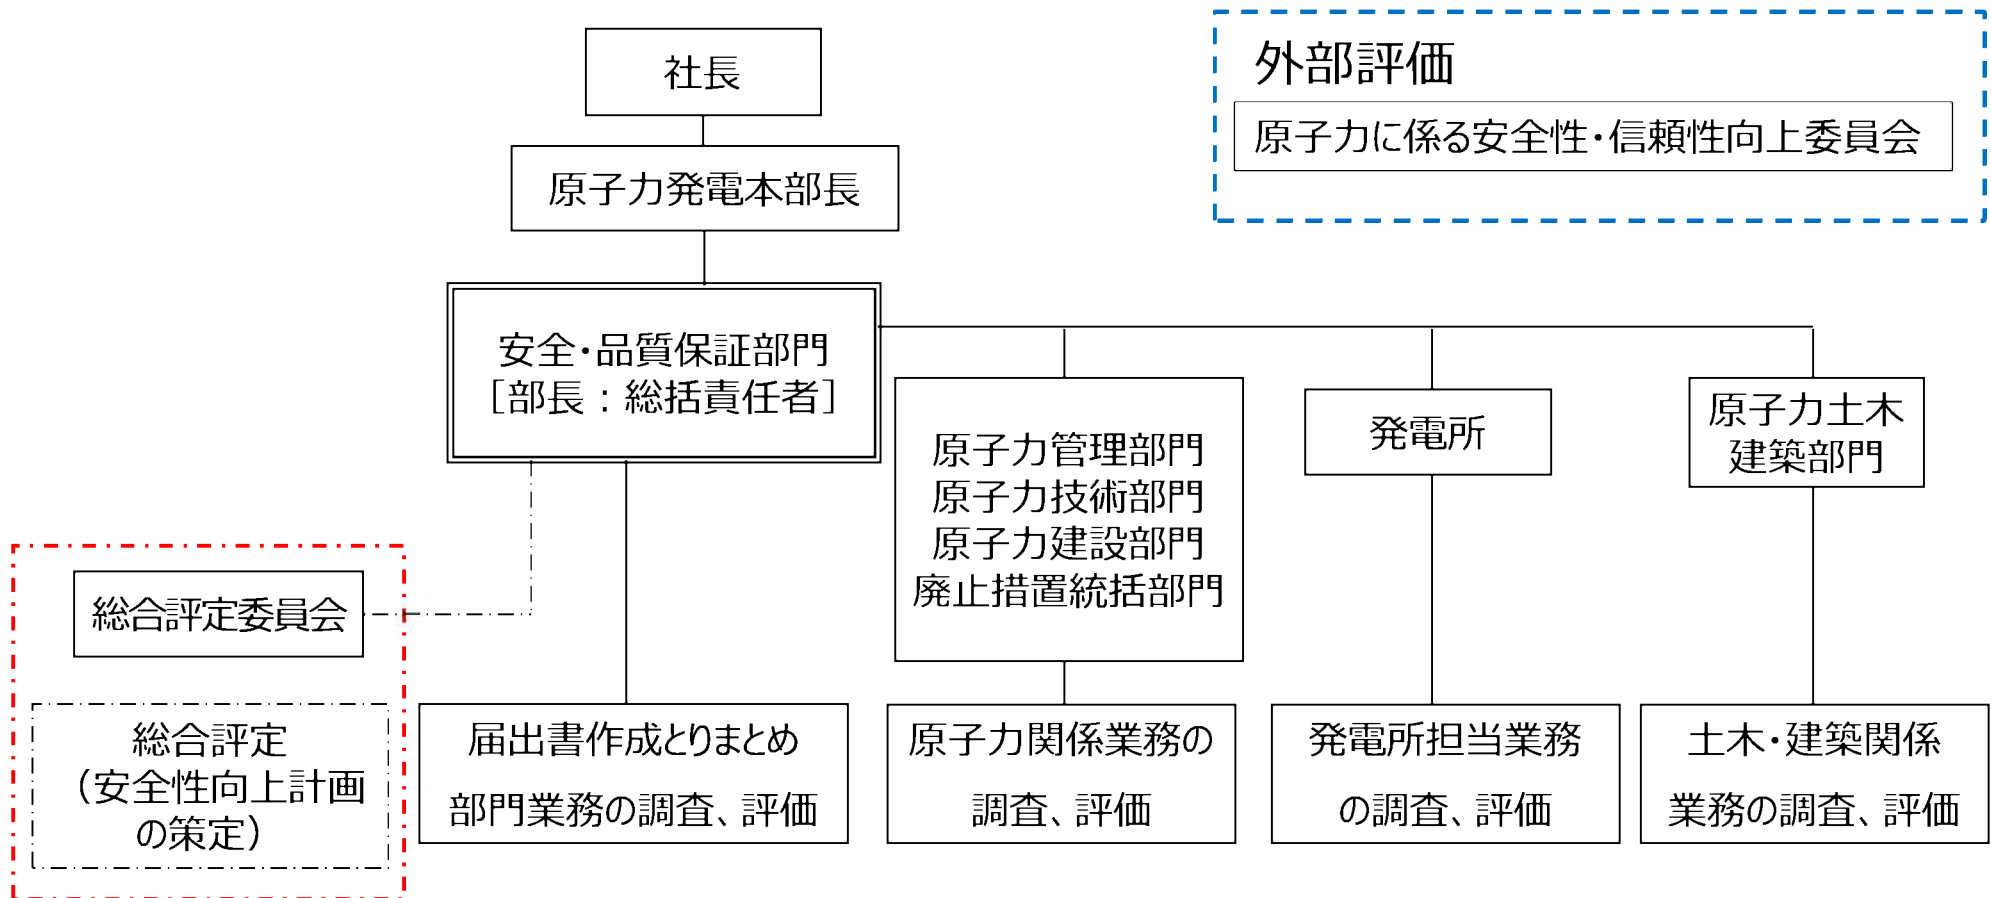 社長
原子力発電本部長
外部評価
原子力に係る安全性・信頼性向上委員会
安全・品質保証部門
［部長：総括責任者］
原子力管理部門
原子力技術部門
原子力建設部門
廃止措置統括部門
発電所
原子力土木
建築部門
総合評定委員会
総合評定
（安全性向上計画
の策定）
届出書作成とりまとめ
部門業務の調査、評価
原子力関係業務の
調査、評価
発電所担当業務
の調査、評価
土木・建築関係
業務の調査、評価